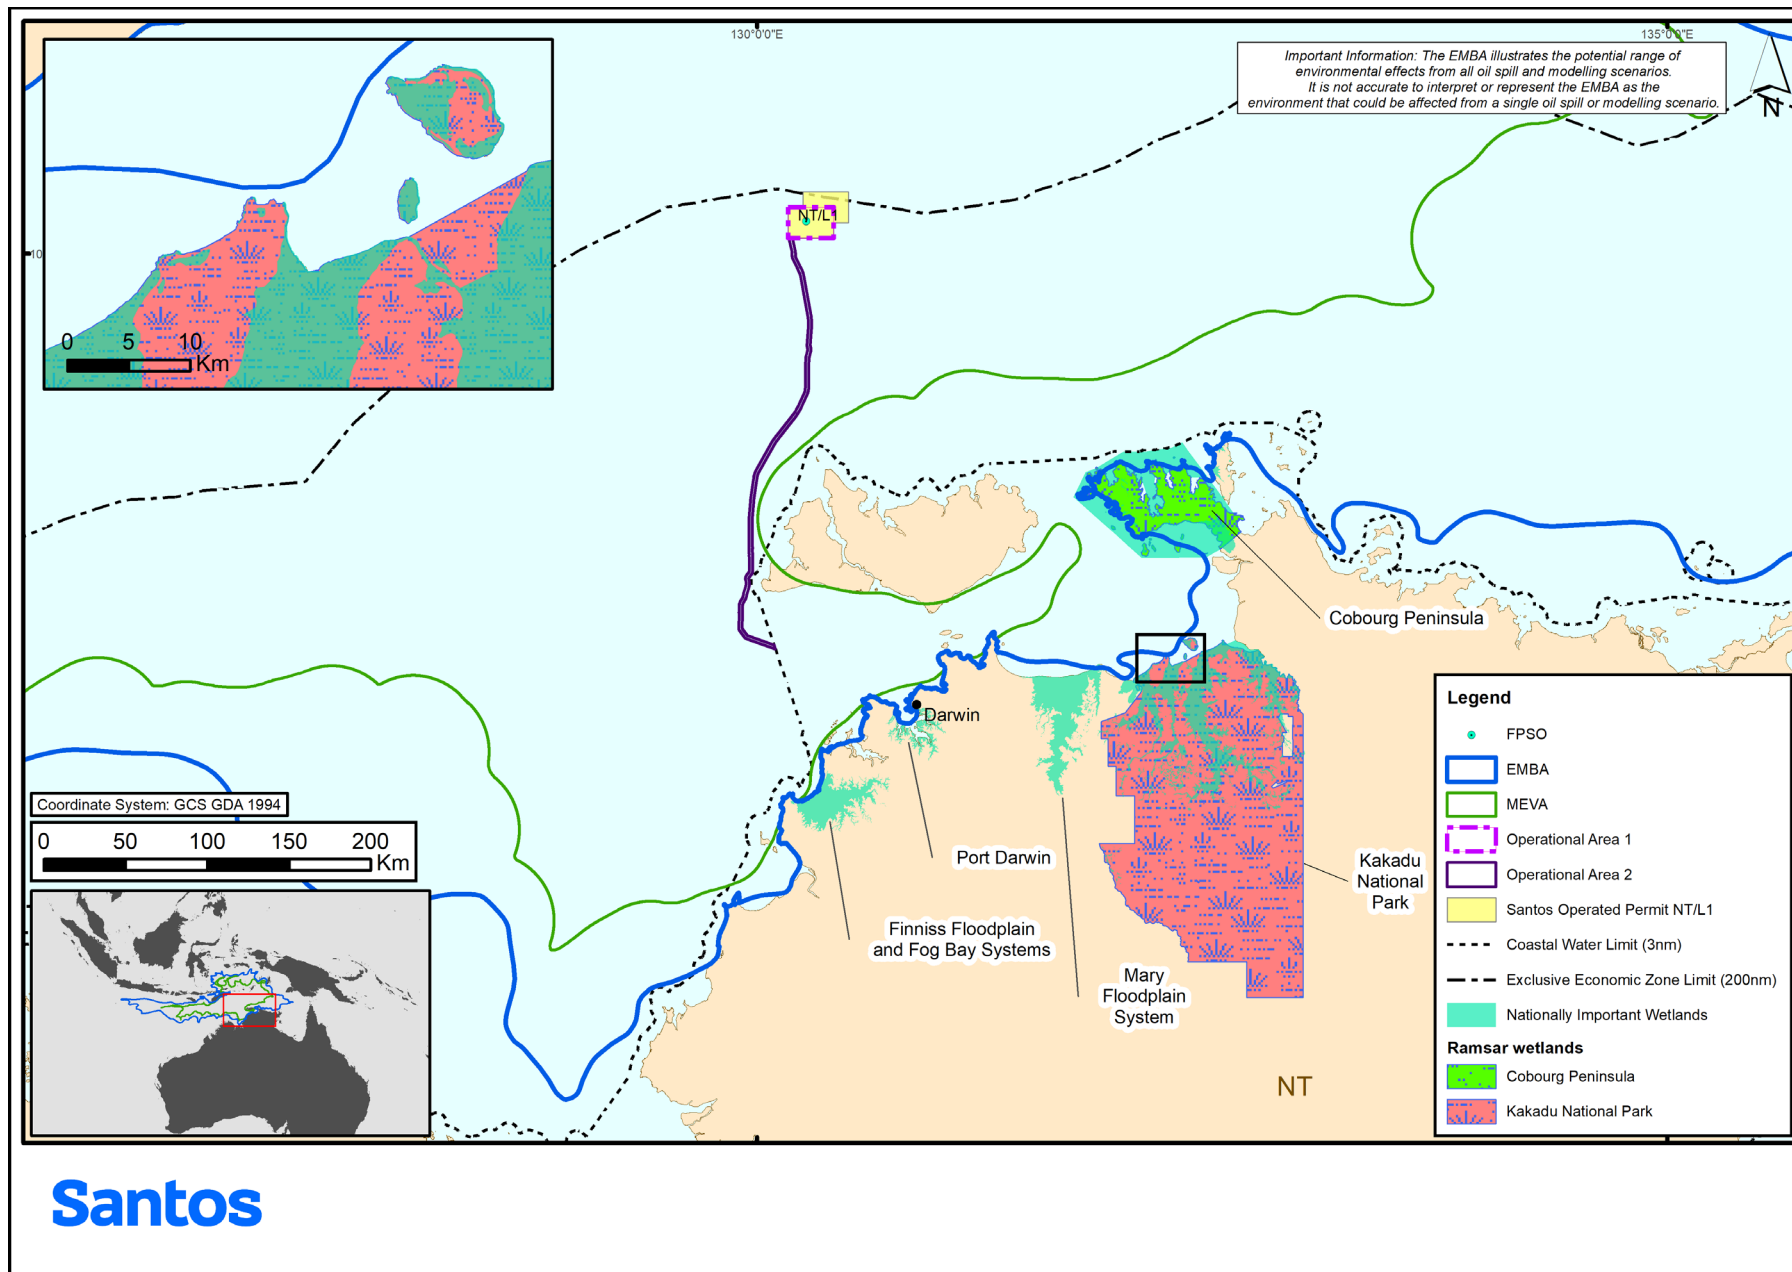 130°0'0"E
135°0'0"E
Important Information: The EMBA illustrates the potential range of
environmental effects from all oil spill and modelling scenarios.
It is not accurate to interpret or represent the EMBA as the
environment that could be affected from a single oil spill or modelling scenario.
N
NT/L1
10
0 5 10
Km
Cobourg Peninsula
Darwin
Port Darwin
Finniss Floodplain
and Fog Bay Systems
Mary
Floodplain
System
Kakadu
National
Park
NT
Coordinate System: GCS GDA 1994
0 50 100 150 200
Km
Legend
FPSO
EMBA
MEVA
Operational Area 1
Operational Area 2
Santos Operated Permit NT/L1
Coastal Water Limit (3nm)
Exclusive Economic Zone Limit (200nm)
Nationally Important Wetlands
Ramsar wetlands
Cobourg Peninsula
Kakadu National Park
Santos